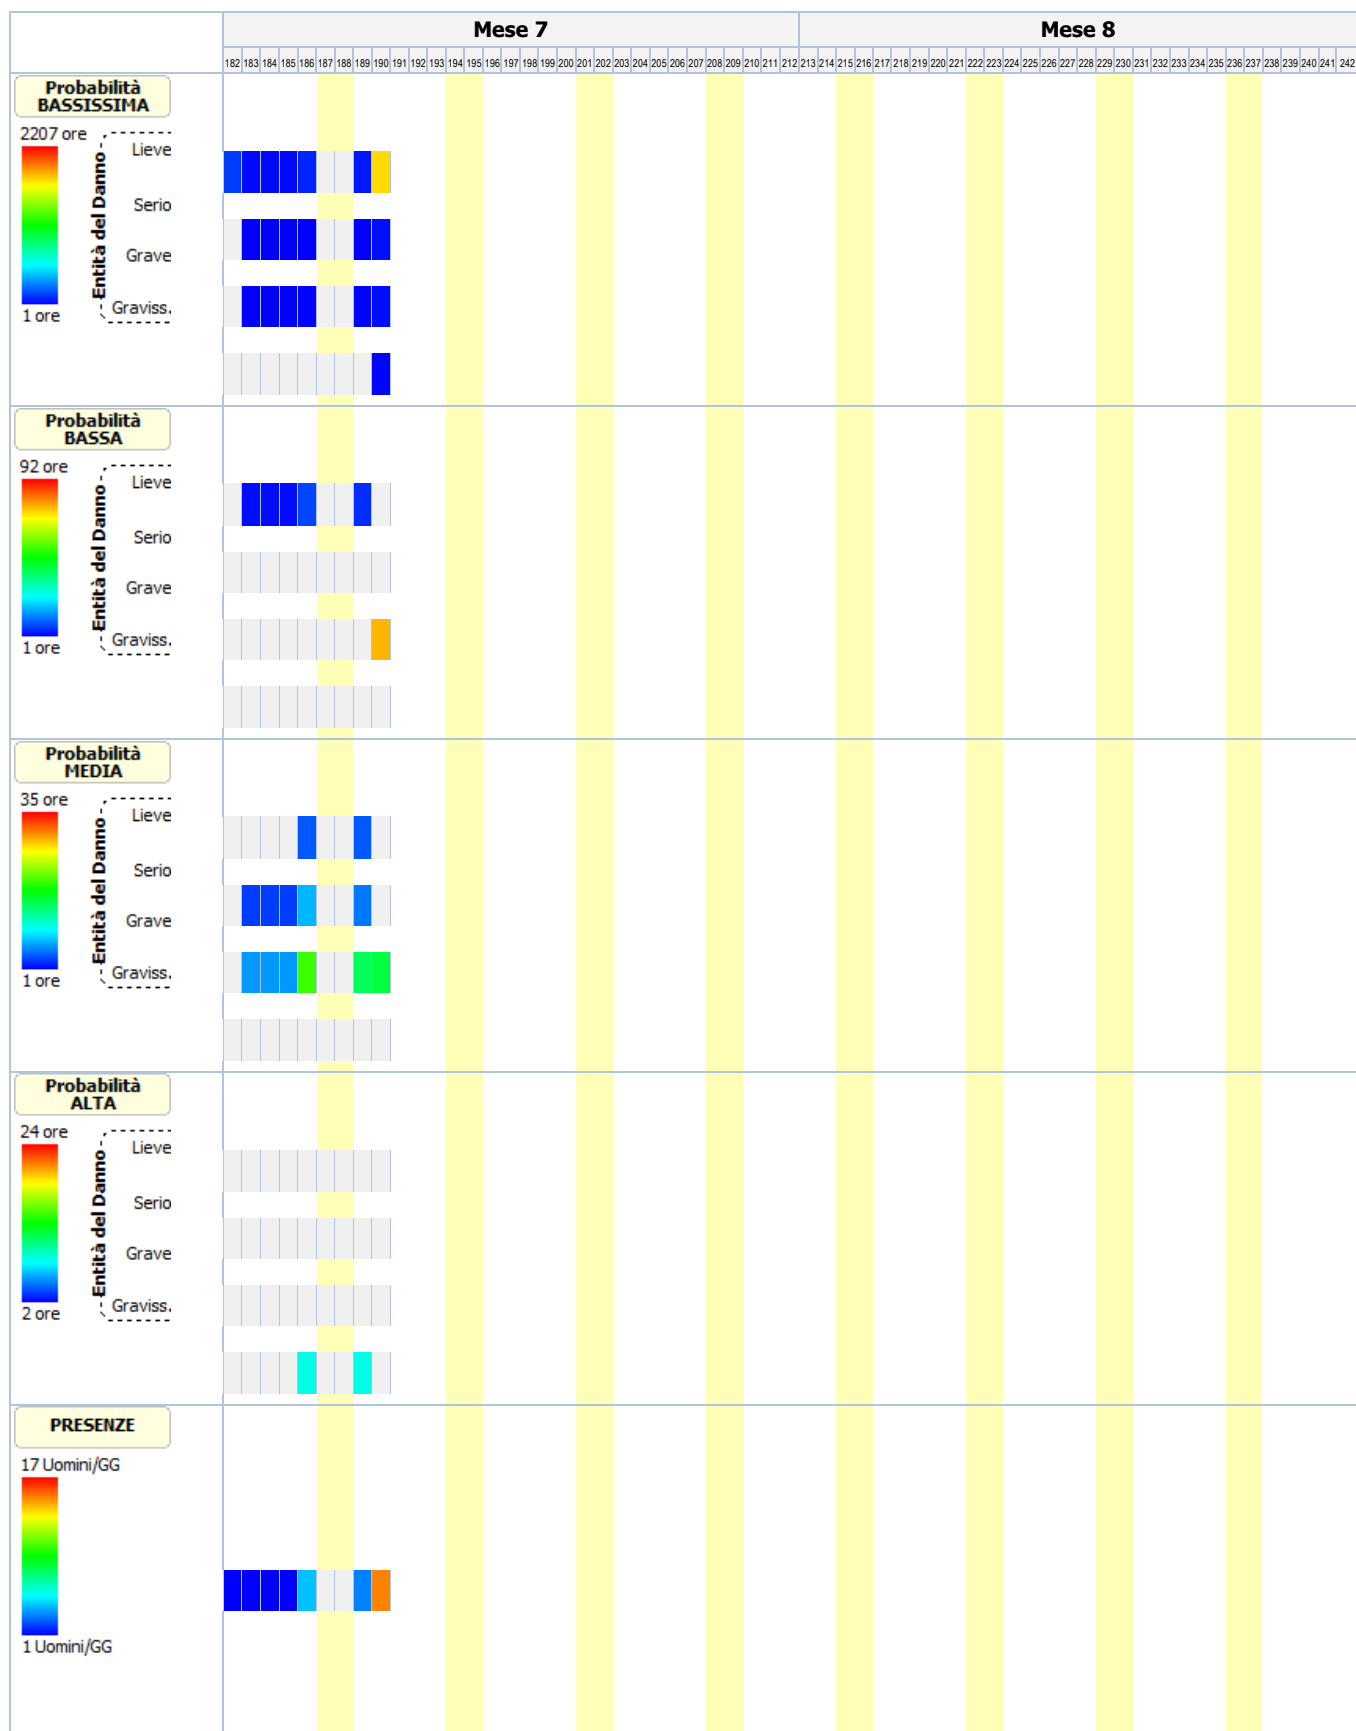 Mese 7 Mese 8
182 183 184 185 186 187 188 189 190 191 192 193 194 195 196 197 198 199 200 201 202 203 204 205 206 207 208 209 210 211 212 213 214 215 216 217 218 219 220 221 222 223 224 225 226 227 228 229 230 231 232 233 234 235 236 237 238 239 240 241 242
Probabilità
BASSISSIMA
2207 ore
Lieve
Serio
Grave
Graviss.
Entità del Danno
1 ore
Probabilità
BASSA
92 ore
Lieve
Serio
Grave
Graviss.
Entità del Danno
1 ore
Probabilità
MEDIA
35 ore
Lieve
Serio
Grave
Graviss.
Entità del Danno
1 ore
Probabilità
ALTA
24 ore
Lieve
Serio
Grave
Graviss.
Entità del Danno
2 ore
PRESENZE
17 Uomini/GG
1 Uomini/GG